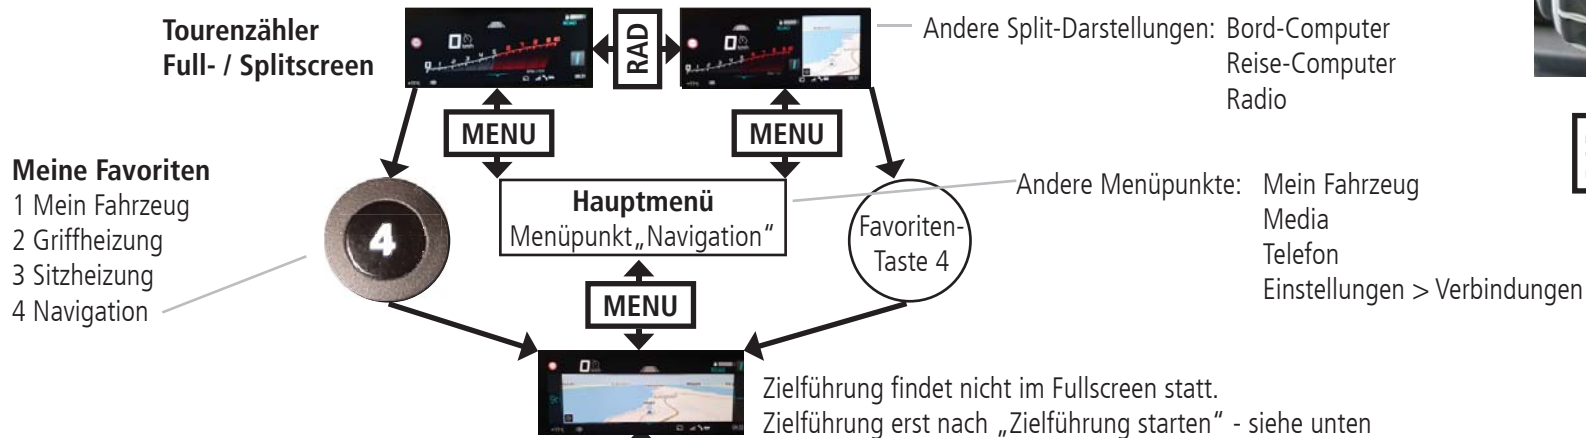 Tourenzähler
Full- / Splitscreen
RAD
Andere Split-Darstellungen: Bord-Computer
Reise-Computer
Radio
MENU
MENU
Meine Favoriten
1 Mein Fahrzeug
2 Griffheizung
3 Sitzheizung
4 Navigation
4
Hauptmenü
Menüpunkt „Navigation“
Favoriten-
Taste 4
Andere Menüpunkte: Mein Fahrzeug
Media
Telefon
Einstellungen > Verbindungen
MENU
Zielführung findet nicht im Fullscreen statt.
Zielführung erst nach „Zielführung starten“ - siehe unten